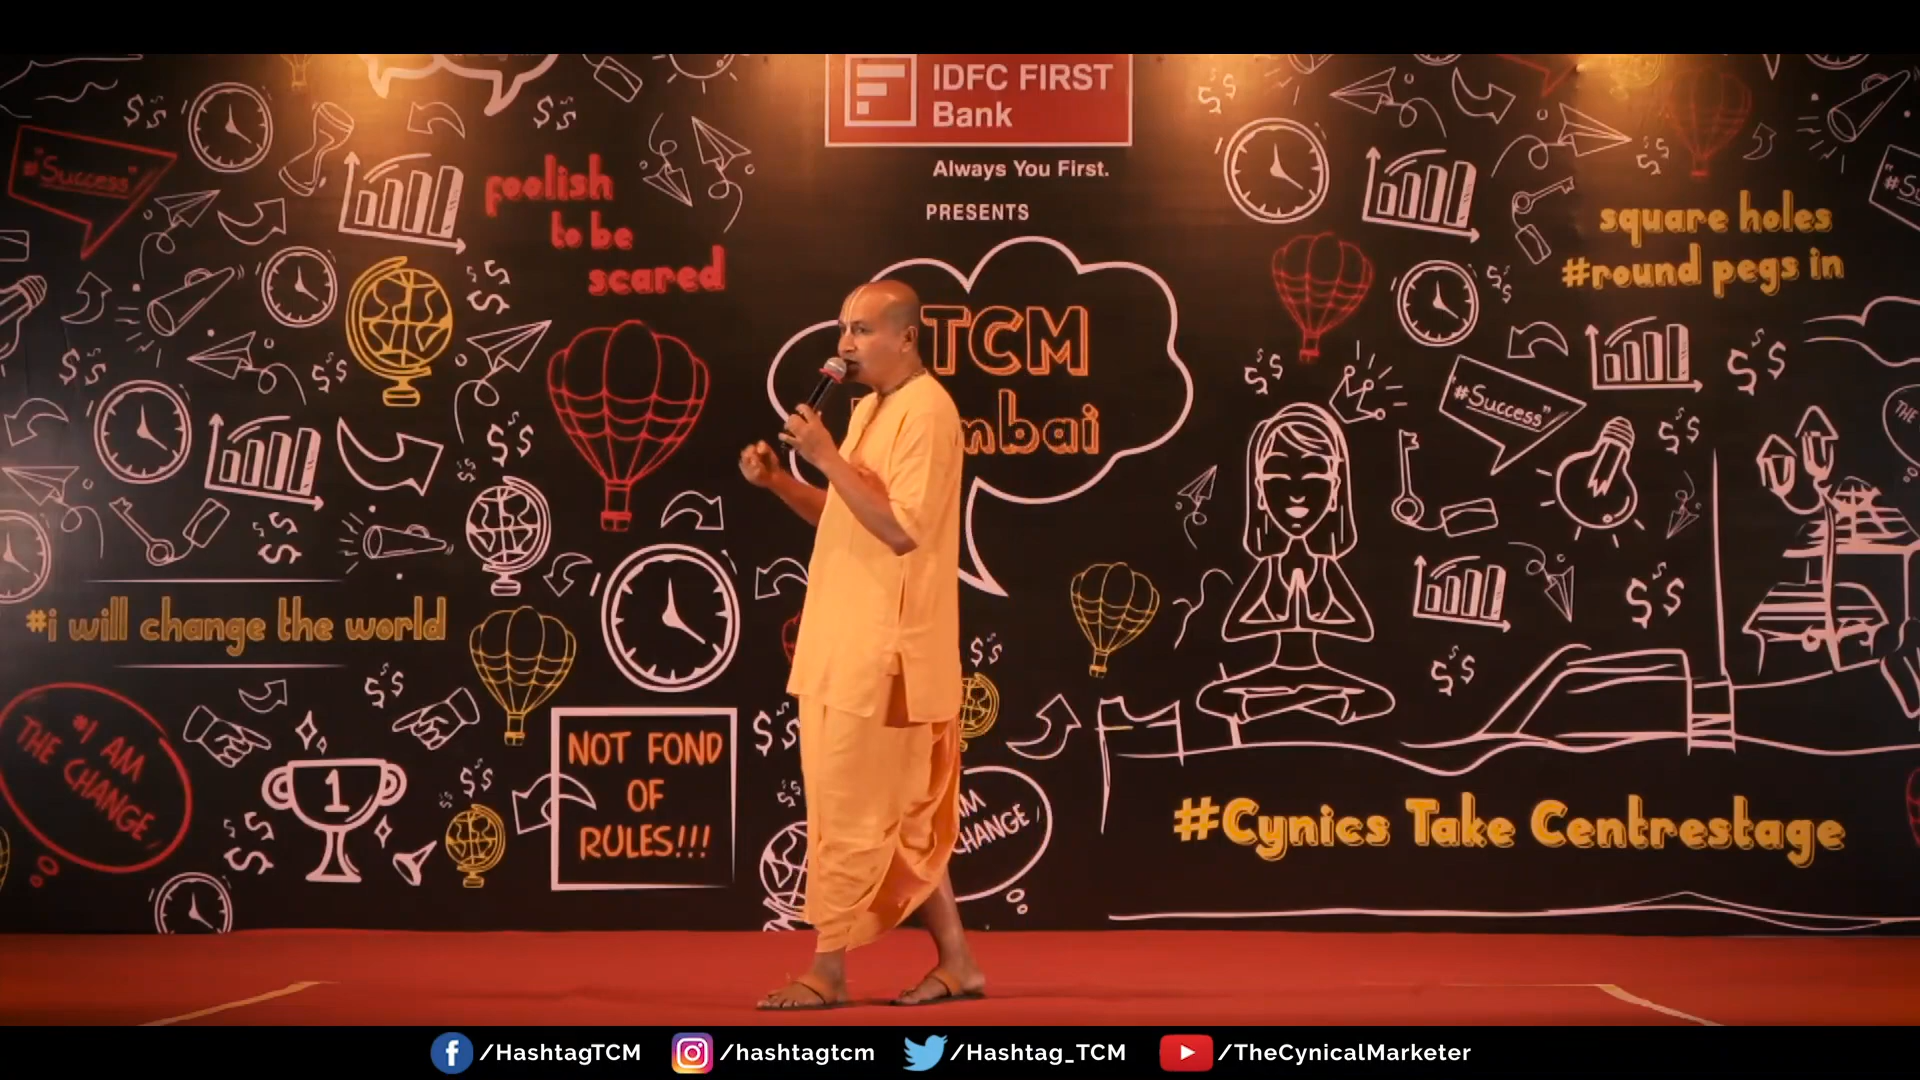 IDFC FIRST
Bank
Always You First.
PRESENTS
TCM
#"Success"
foolish
to be
scared
square holes
#round pegs in
#"Success"
THE
#i will change the world
#I AM
THE CHANGE
1
NOT FOND
OF
RULES!!!
CHANGE
#Cynics Take Centrestage
/HashtagTCM
/hashtagtcm
/Hashtag_TCM
/TheCynicalMarketer